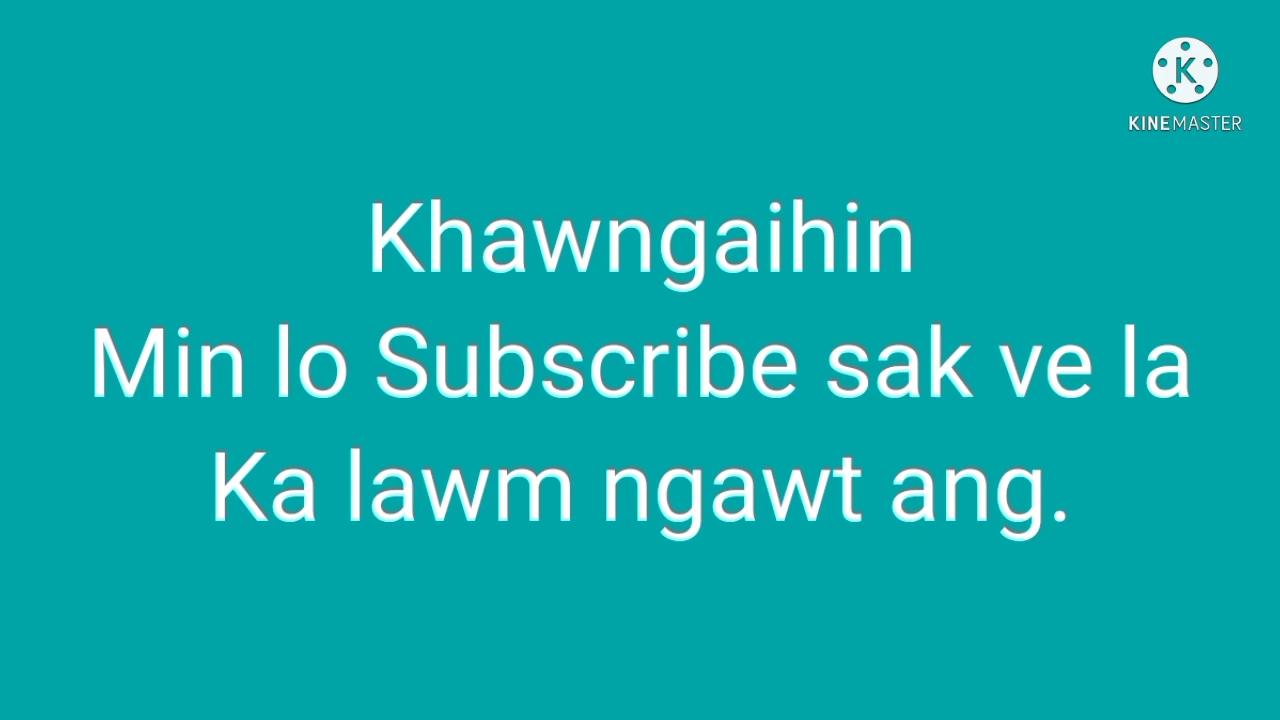 K
KINEMASTER
Khawngaihin
Min lo Subscribe sak ve la
Ka lawm ngawt ang.